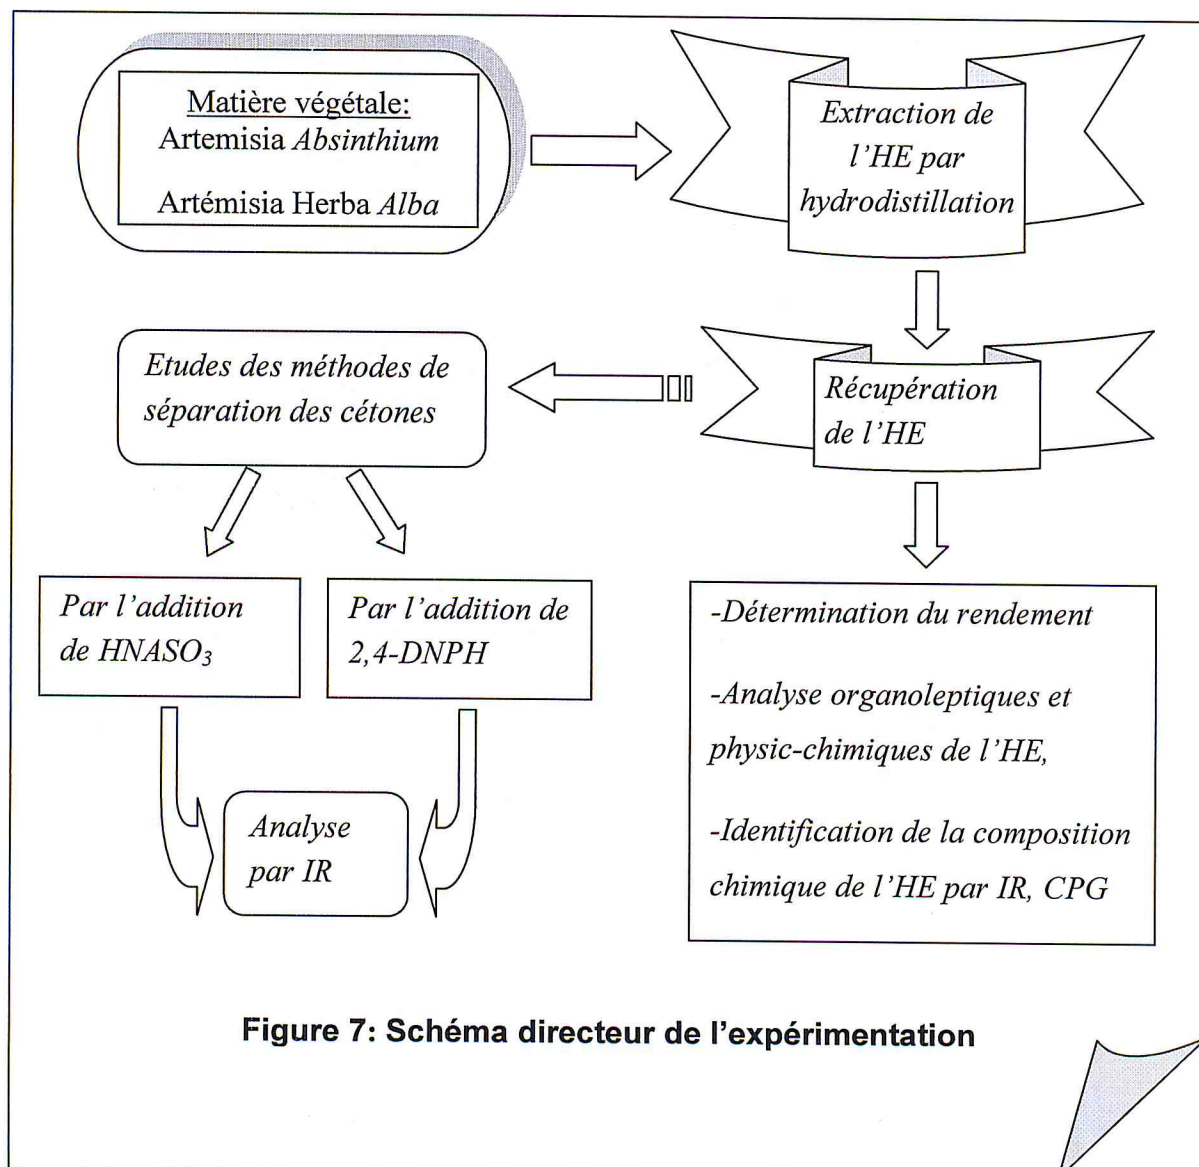 Matière végétale:
Artemisia Absinthium
Artémisia Herba Alba
Extraction de
l’HE par
hydrodistillation
Récupération
de l’HE
Etudes des méthodes de
séparation des cétones
Par l’addition
de HNASO₃
Par l’addition de
2,4-DNPH
Analyse
par IR
-Détermination du rendement
-Analyse organoleptiques et
physic-chimiques de l’HE,
-Identification de la composition
chimique de l’HE par IR, CPG
Figure 7: Schéma directeur de l’expérimentation